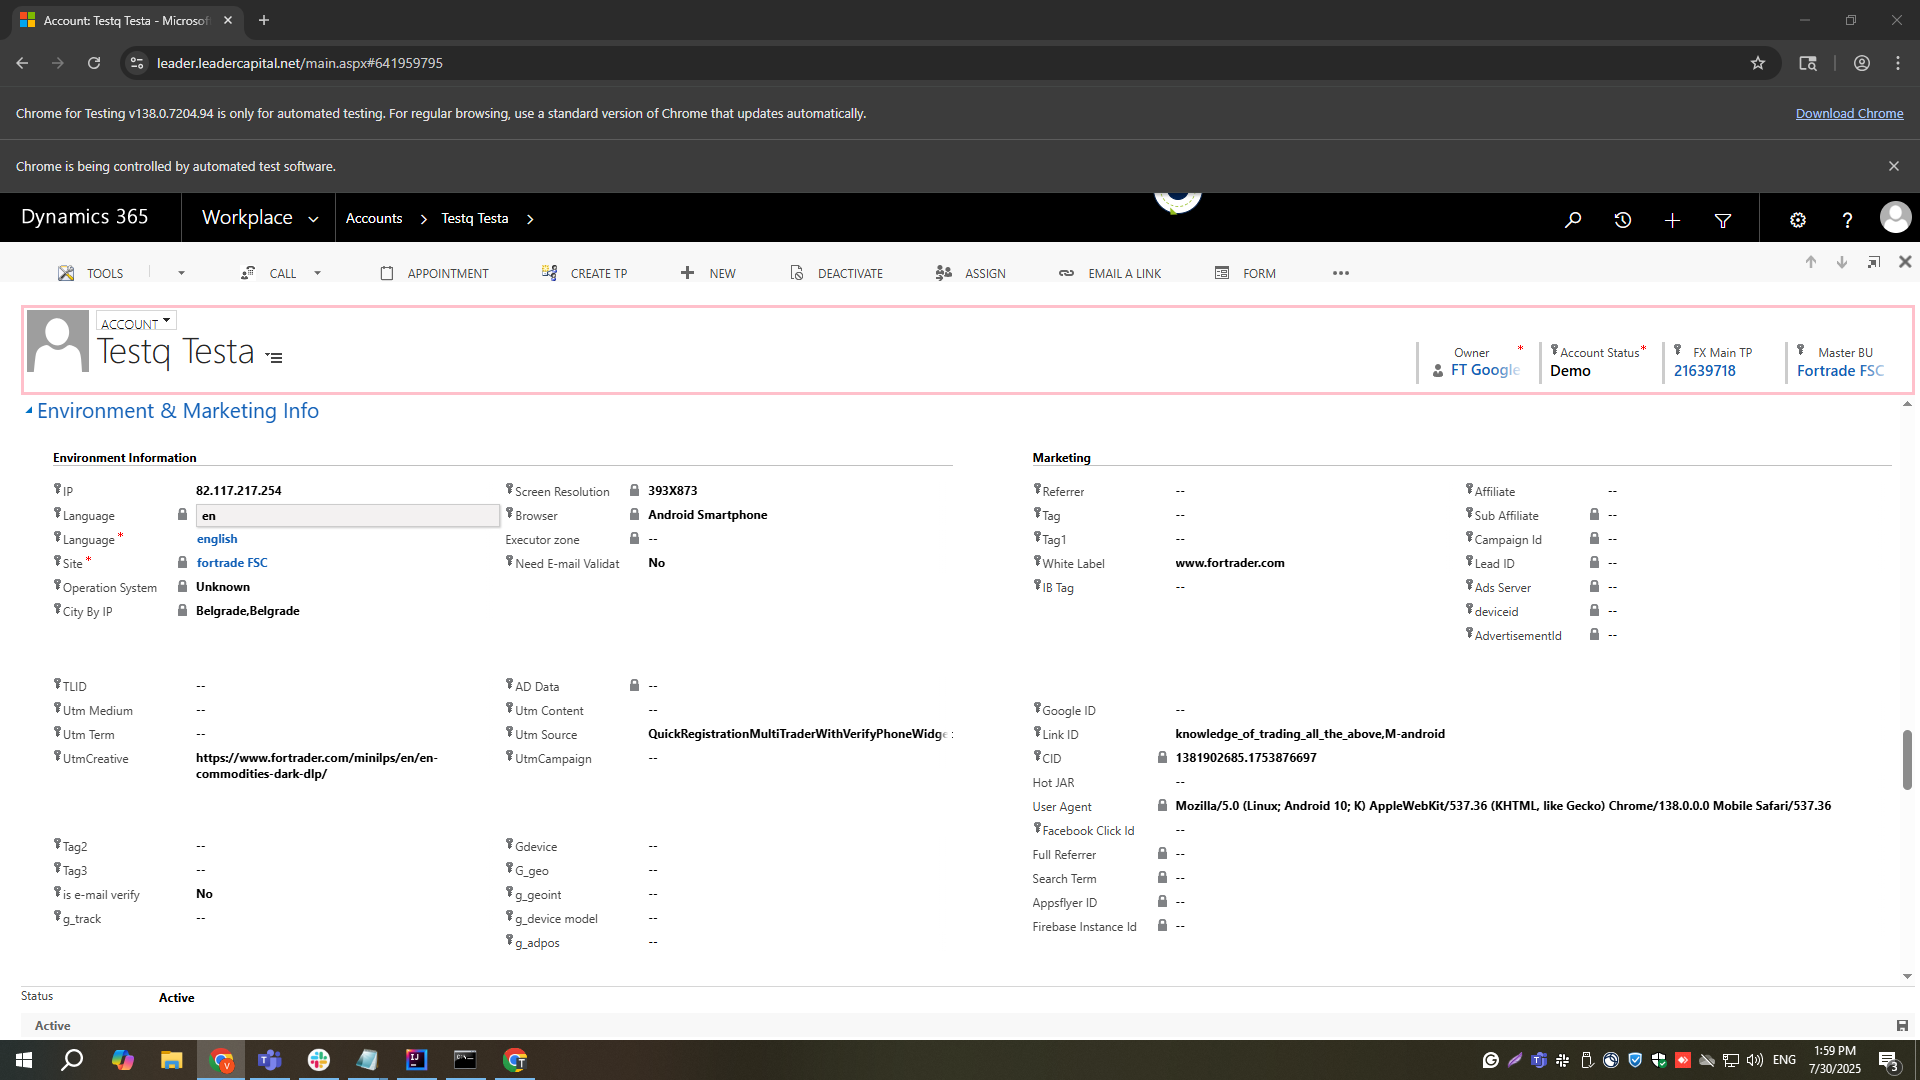 Account: Testq Testa - Microsof
leader.leadercapital.net/main.aspx#641959795
Chrome for Testing v138.0.7204.94 is only for automated testing. For regular browsing, use a standard version of Chrome that updates automatically.
Download Chrome
Chrome is being controlled by automated test software.
Dynamics 365
Workplace
Accounts
Testq Testa
TOOLS
CALL
APPOINTMENT
CREATE TP
NEW
DEACTIVATE
ASSIGN
EMAIL A LINK
FORM
ACCOUNT
Testq Testa
Owner *
FT Google
Account Status *
Demo
FX Main TP
21639718
Master BU
Fortrade FSC
Environment & Marketing Info
Environment Information
IP 82.117.217.254
Language en
Language * english
Site * fortrade FSC
Operation System Unknown
City By IP Belgrade,Belgrade
Screen Resolution 393X873
Browser Android Smartphone
Executor zone --
Need E-mail Validat No
Marketing
Referrer --
Tag --
Tag1 --
White Label www.fortrader.com
IB Tag --
Affiliate --
Sub Affiliate --
Campaign Id --
Lead ID --
Ads Server --
deviceid --
AdvertisementId --
TLID --
Utm Medium --
Utm Term --
UtmCreative https://www.fortrader.com/minilps/en/en-
commodities-dark-dlp/
AD Data --
Utm Content --
Utm Source QuickRegistrationMultiTraderWithVerifyPhoneWidge
UtmCampaign --
Google ID --
Link ID knowledge_of_trading_all_the_above,M-android
CID 1381902685.1753876697
Hot JAR --
User Agent Mozilla/5.0 (Linux; Android 10; K) AppleWebKit/537.36 (KHTML, like Gecko) Chrome/138.0.0.0 Mobile Safari/537.36
Facebook Click Id --
Full Referrer --
Search Term --
Appsflyer ID --
Firebase Instance Id --
Tag2 --
Tag3 --
is e-mail verify No
g_track --
Gdevice --
G_geo --
g_geoint --
g_device model --
g_adpos --
Status Active
Active
ENG
1:59 PM
7/30/2025
3